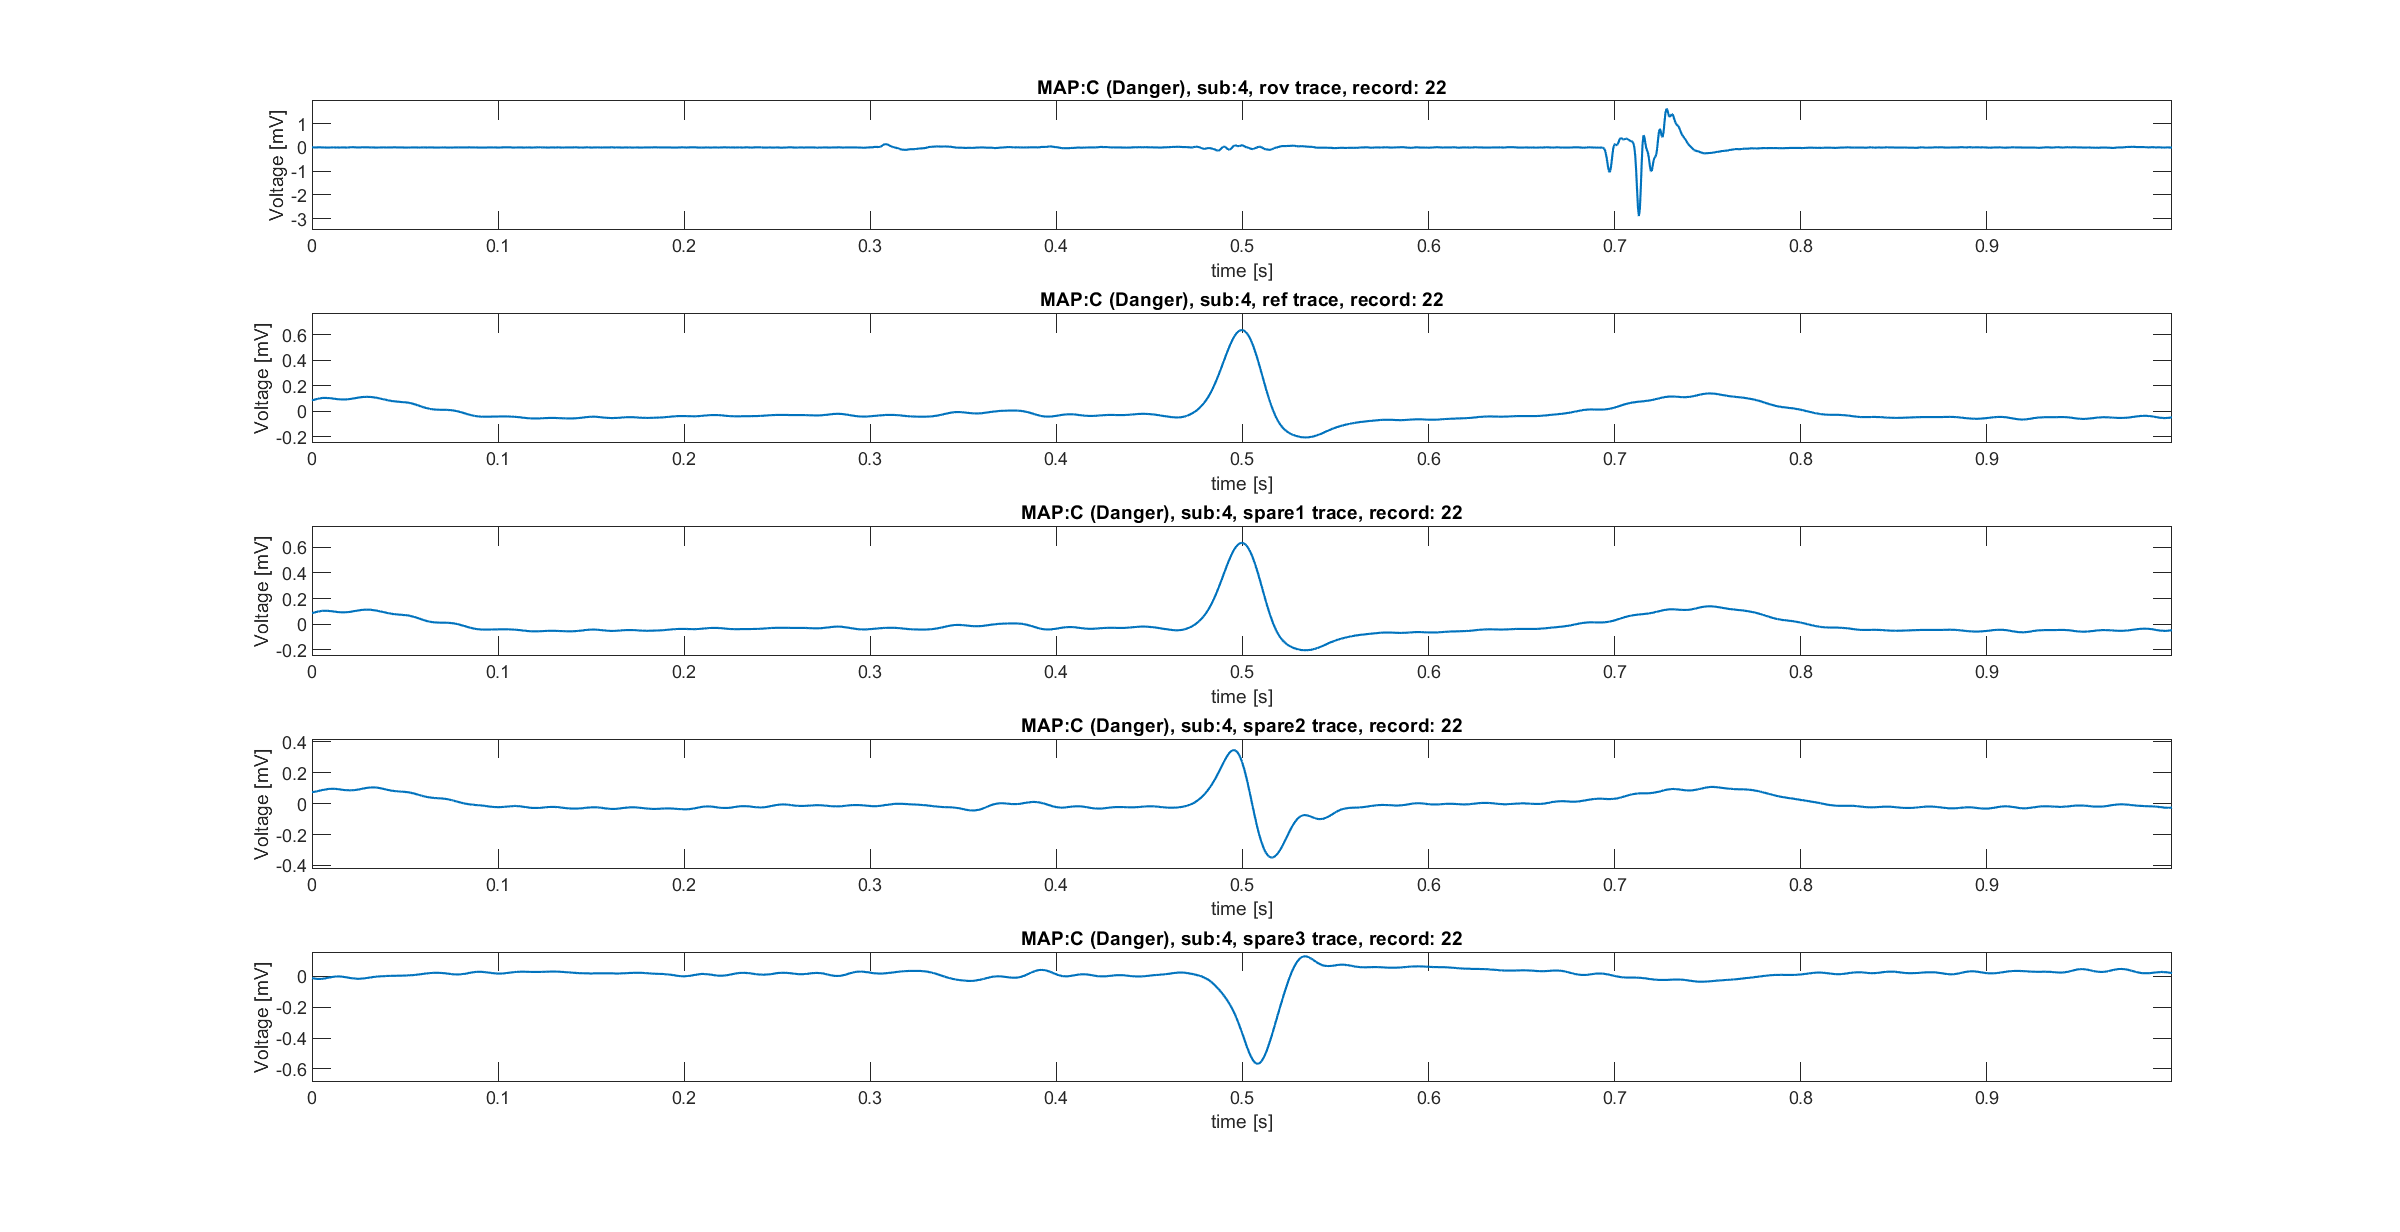 MAP:C (Danger), sub:4, rov trace, record: 22
Voltage [mV]
1
0
-1
-2
-3
0 0.1 0.2 0.3 0.4 0.5 0.6 0.7 0.8 0.9
time [s]
MAP:C (Danger), sub:4, ref trace, record: 22
Voltage [mV]
0.6
0.4
0.2
0
-0.2
0 0.1 0.2 0.3 0.4 0.5 0.6 0.7 0.8 0.9
time [s]
MAP:C (Danger), sub:4, spare1 trace, record: 22
Voltage [mV]
0.6
0.4
0.2
0
-0.2
0 0.1 0.2 0.3 0.4 0.5 0.6 0.7 0.8 0.9
time [s]
MAP:C (Danger), sub:4, spare2 trace, record: 22
Voltage [mV]
0.4
0.2
0
-0.2
-0.4
0 0.1 0.2 0.3 0.4 0.5 0.6 0.7 0.8 0.9
time [s]
MAP:C (Danger), sub:4, spare3 trace, record: 22
Voltage [mV]
0
-0.2
-0.4
-0.6
0 0.1 0.2 0.3 0.4 0.5 0.6 0.7 0.8 0.9
time [s]